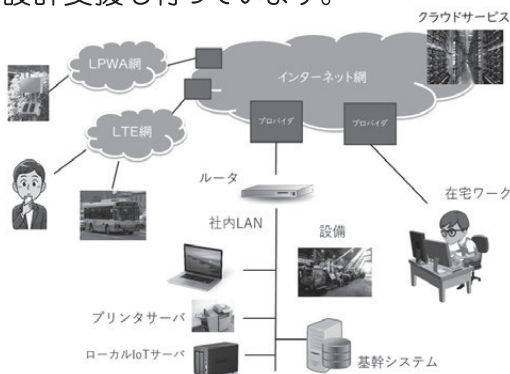 設計支援も行っています。
クラウドサービス
LPWA網
インターネット網
LTE網
プロバイダ
プロバイダ
ルータ
在宅ワーク
社内LAN
設備
プリンタサーバ
ローカルIoTサーバ
基幹システム